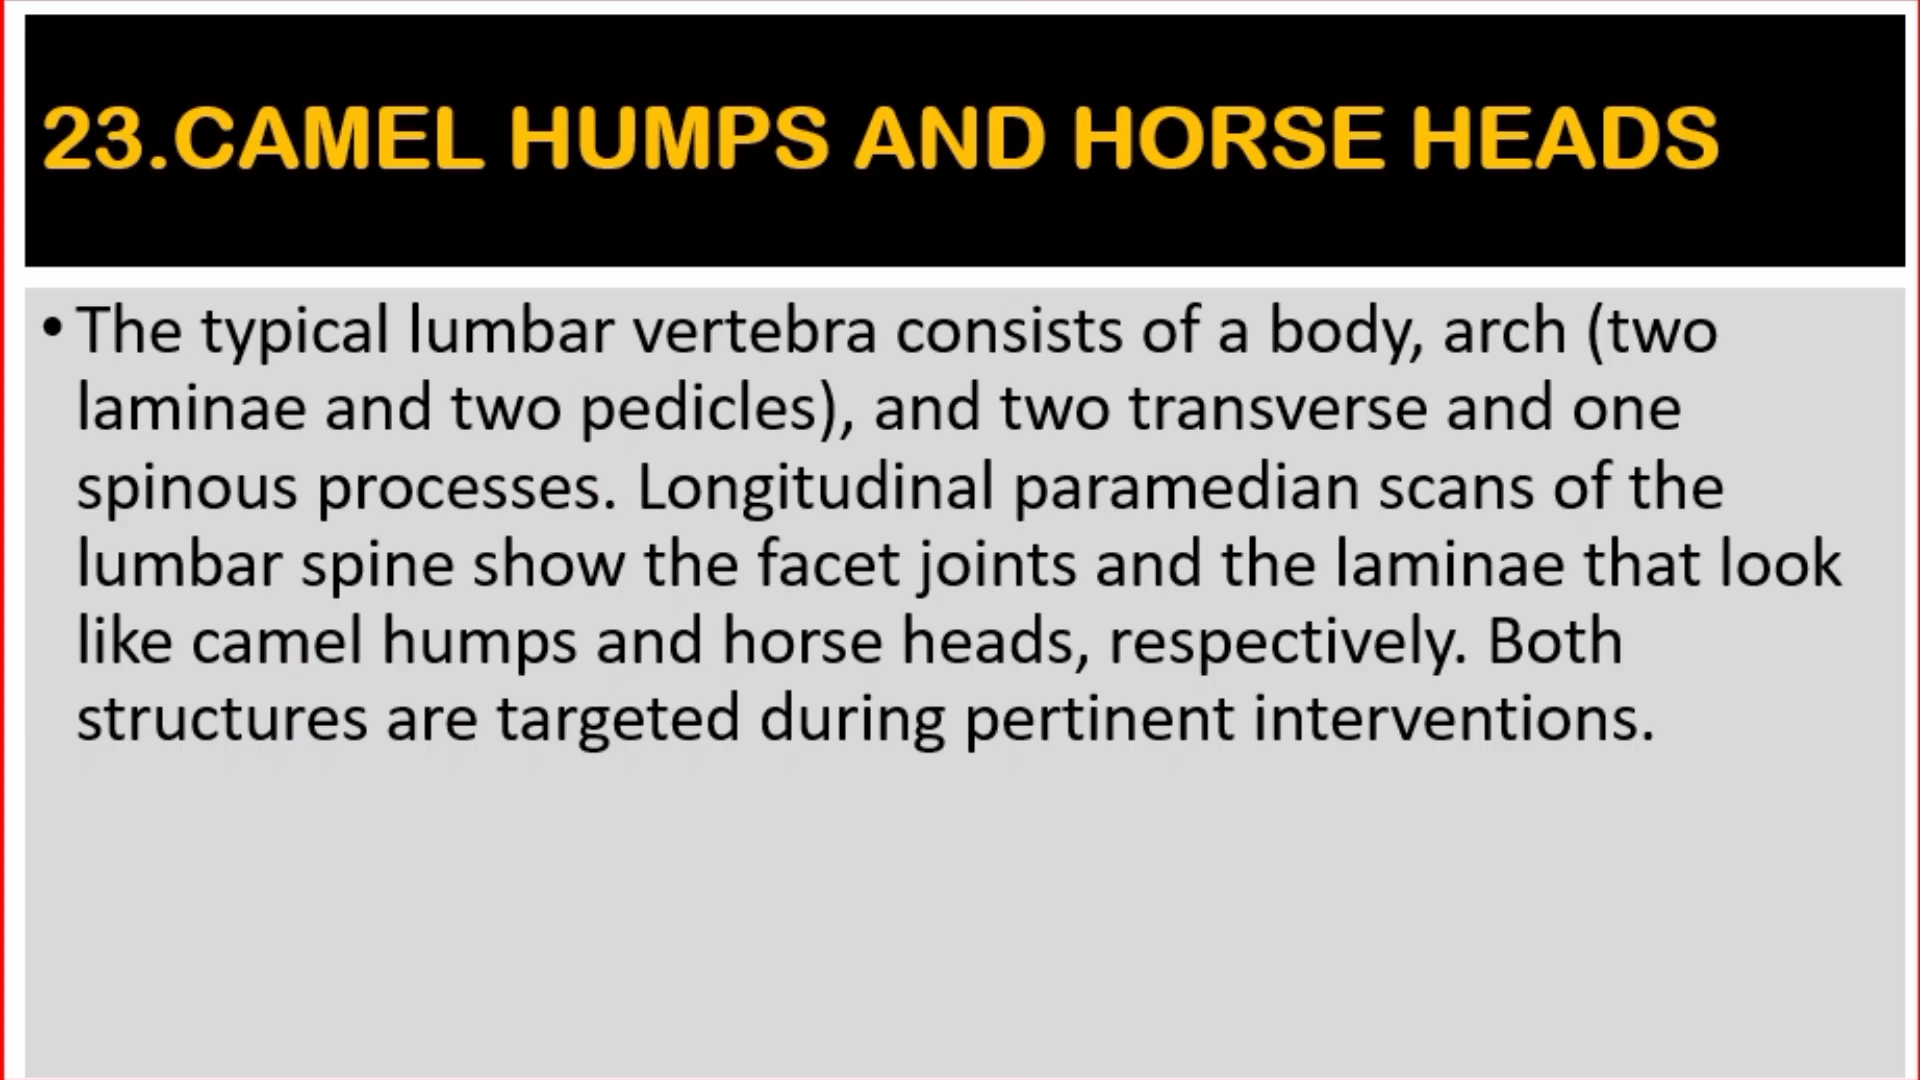 23.CAMEL HUMPS AND HORSE HEADS
• The typical lumbar vertebra consists of a body, arch (two
laminae and two pedicles), and two transverse and one
spinous processes. Longitudinal paramedian scans of the
lumbar spine show the facet joints and the laminae that look
like camel humps and horse heads, respectively. Both
structures are targeted during pertinent interventions.